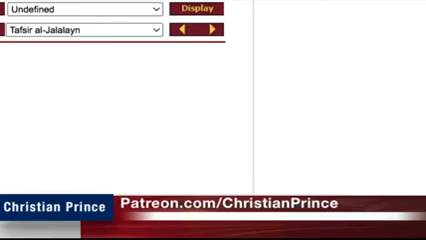 Undefined
Display
Tafsir al-Jalalayn
Christian Prince
Patreon.com/ChristianPrince